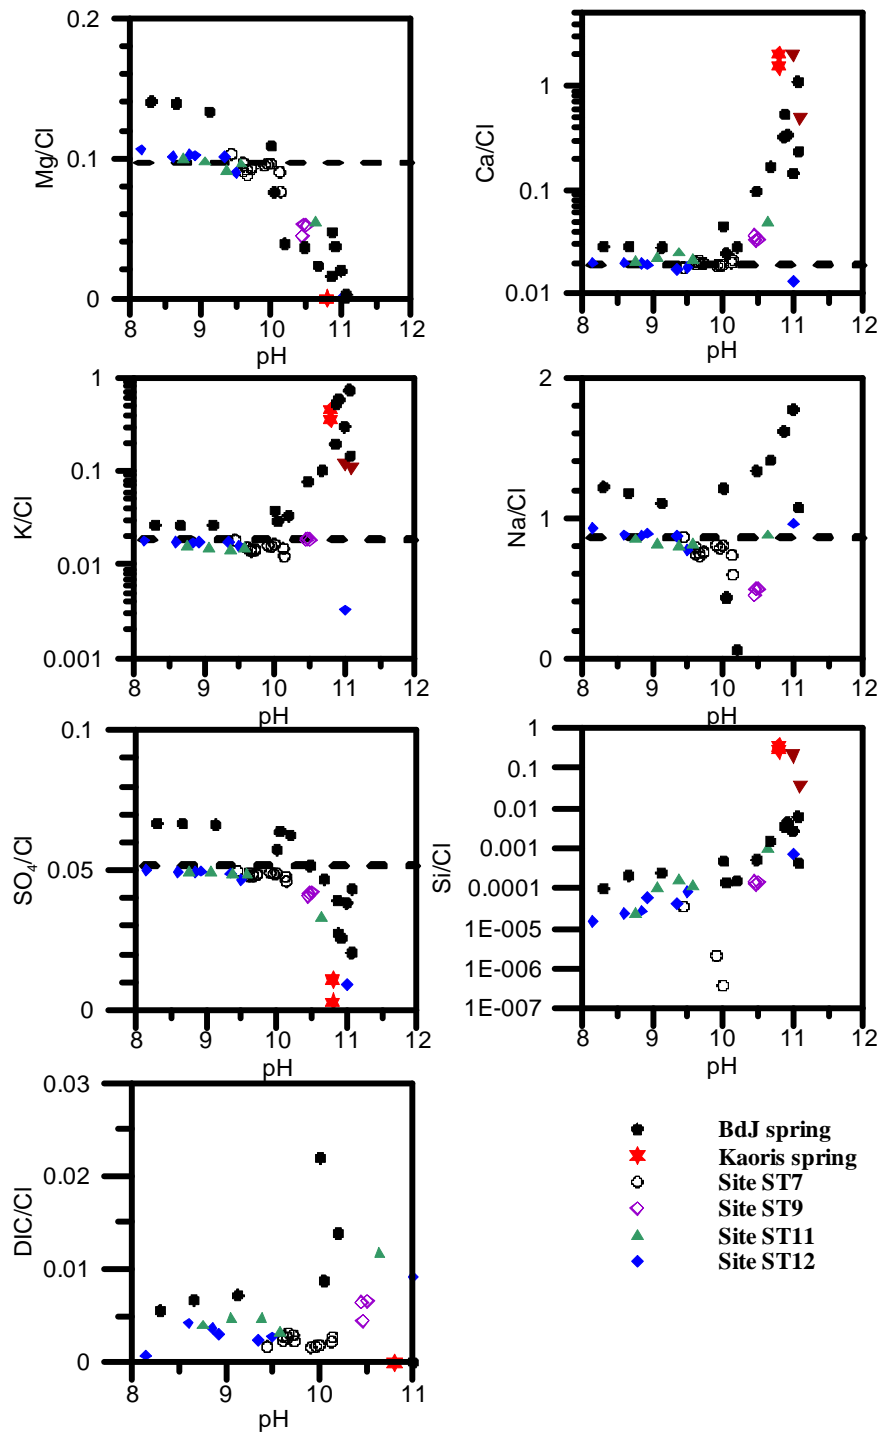 0.2
0.1
0
Mg/Cl
8 9 10 11 12
pH
1
0.1
0.01
Ca/Cl
8 9 10 11 12
pH
1
0.1
0.01
0.001
K/Cl
8 9 10 11 12
pH
2
1
0
Na/Cl
8 9 10 11 12
pH
0.1
0.05
0
SO4/Cl
8 9 10 11 12
pH
1
0.1
0.01
0.001
0.0001
1E-005
1E-006
1E-007
Si/Cl
8 9 10 11 12
pH
0.03
0.02
0.01
0
DIC/Cl
8 9 10 11
pH
BdJ spring
Kaoris spring
Site ST7
Site ST9
Site ST11
Site ST12